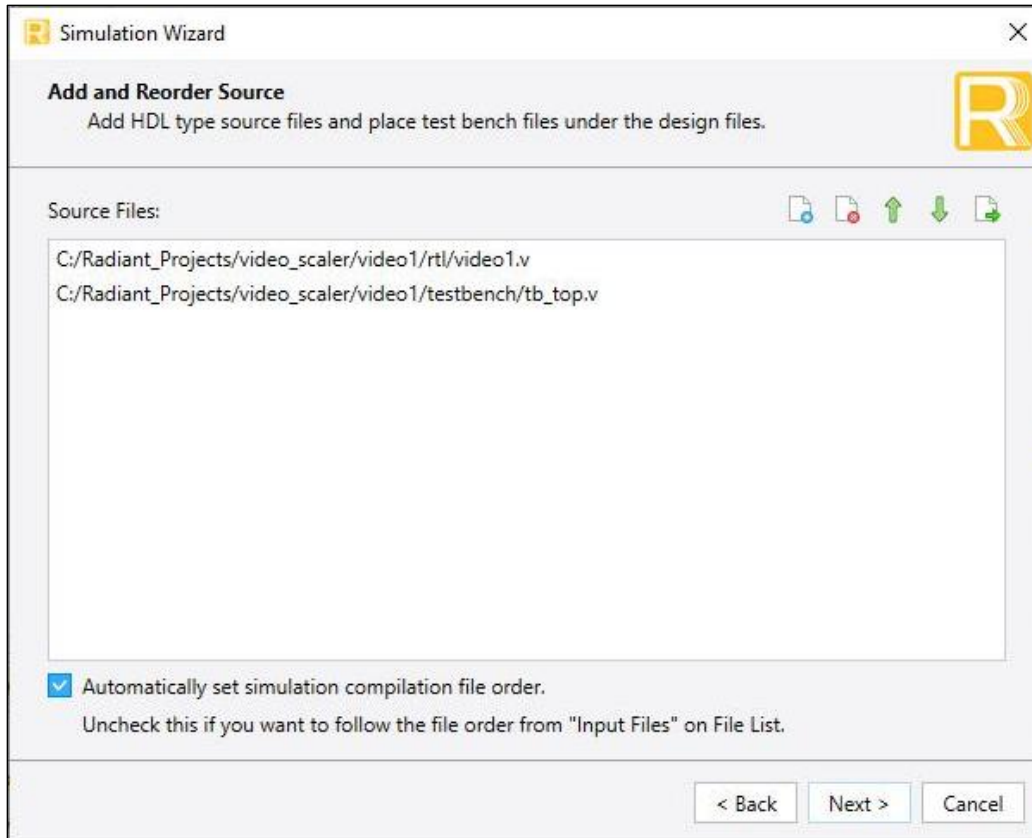 Simulation Wizard
Add and Reorder Source
Add HDL type source files and place test bench files under the design files.
Source Files:
C:/Radiant_Projects/video_scaler/video1/rtl/video1.v
C:/Radiant_Projects/video_scaler/video1/testbench/tb_top.v
Automatically set simulation compilation file order.
Uncheck this if you want to follow the file order from "Input Files" on File List.
< Back Next > Cancel